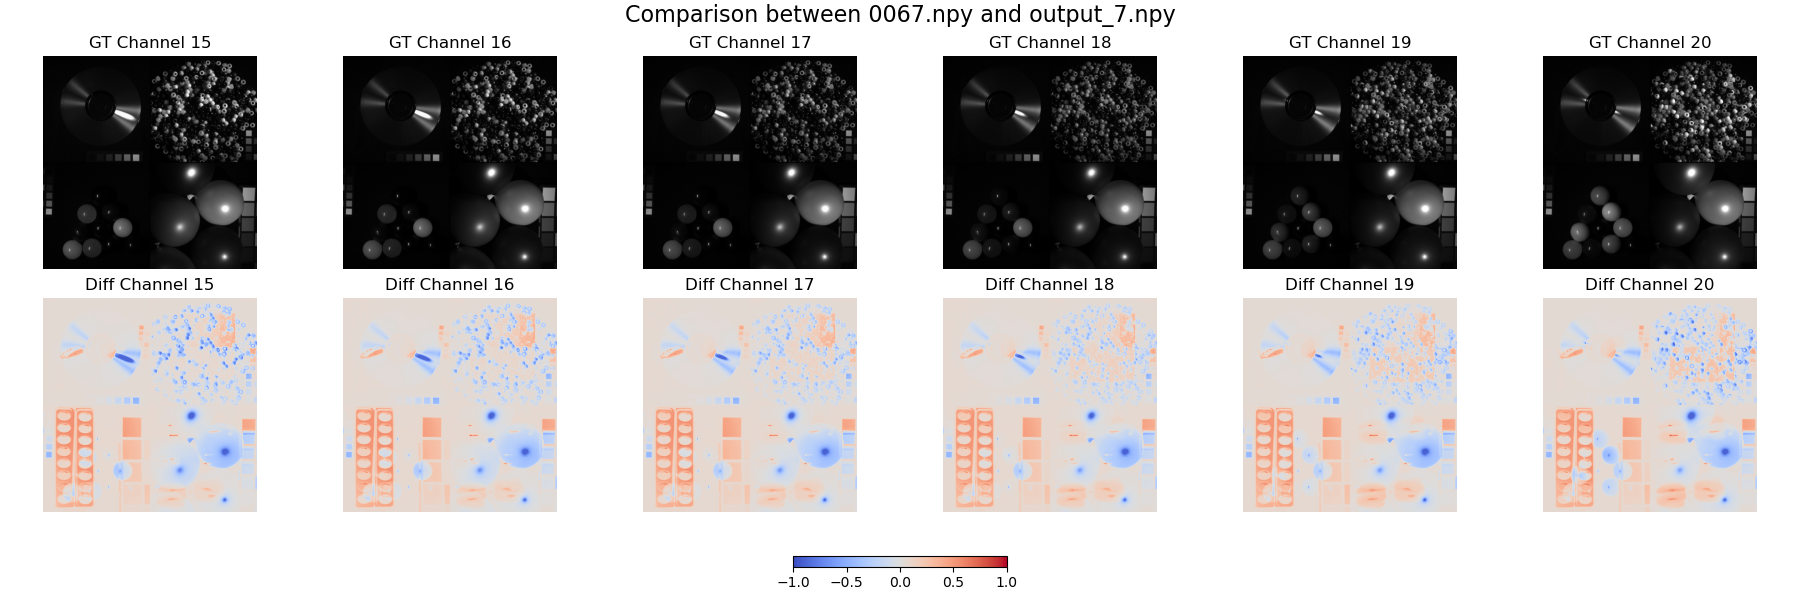 Comparison between 0067.npy and output_7.npy
GT Channel 15
GT Channel 16
GT Channel 17
GT Channel 18
GT Channel 19
GT Channel 20
Diff Channel 15
Diff Channel 16
Diff Channel 17
Diff Channel 18
Diff Channel 19
Diff Channel 20
−1.0 −0.5 0.0 0.5 1.0